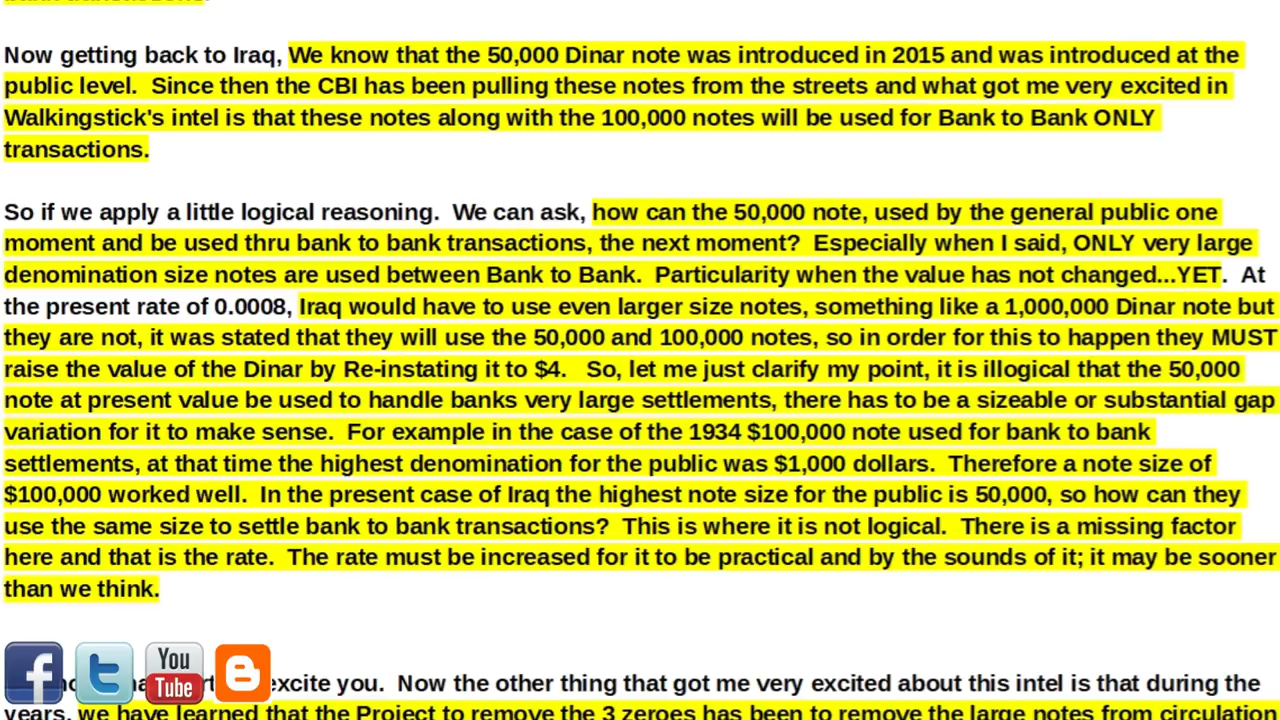 Now getting back to Iraq, We know that the 50,000 Dinar note was introduced in 2015 and was introduced at the
public level.  Since then the CBI has been pulling these notes from the streets and what got me very excited in
Walkingstick's intel is that these notes along with the 100,000 notes will be used for Bank to Bank ONLY
transactions.
So if we apply a little logical reasoning.  We can ask, how can the 50,000 note, used by the general public one
moment and be used thru bank to bank transactions, the next moment?  Especially when I said, ONLY very large
denomination size notes are used between Bank to Bank.  Particularity when the value has not changed...YET.  At
the present rate of 0.0008, Iraq would have to use even larger size notes, something like a 1,000,000 Dinar note but
they are not, it was stated that they will use the 50,000 and 100,000 notes, so in order for this to happen they MUST
raise the value of the Dinar by Re-instating it to $4.   So, let me just clarify my point, it is illogical that the 50,000
note at present value be used to handle banks very large settlements, there has to be a sizeable or substantial gap
variation for it to make sense.  For example in the case of the 1934 $100,000 note used for bank to bank
settlements, at that time the highest denomination for the public was $1,000 dollars.  Therefore a note size of
$100,000 worked well.  In the present case of Iraq the highest note size for the public is 50,000, so how can they
use the same size to settle bank to bank transactions?  This is where it is not logical.  There is a missing factor
here and that is the rate.  The rate must be increased for it to be practical and by the sounds of it; it may be sooner
than we think.
You
Tube
excite you.  Now the other thing that got me very excited about this intel is that during the
years, we have learned that the Project to remove the 3 zeroes has been to remove the large notes from circulation